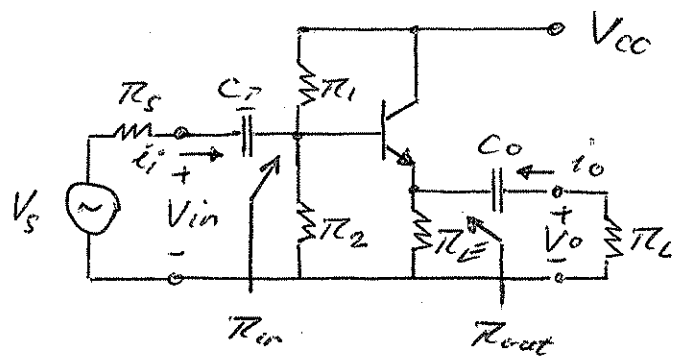 VCC
RS
CI
R1
ii
+
Vin
-
VS
~
R2
RE
CO
io
+
Vo
-
RL
Rin
Rout